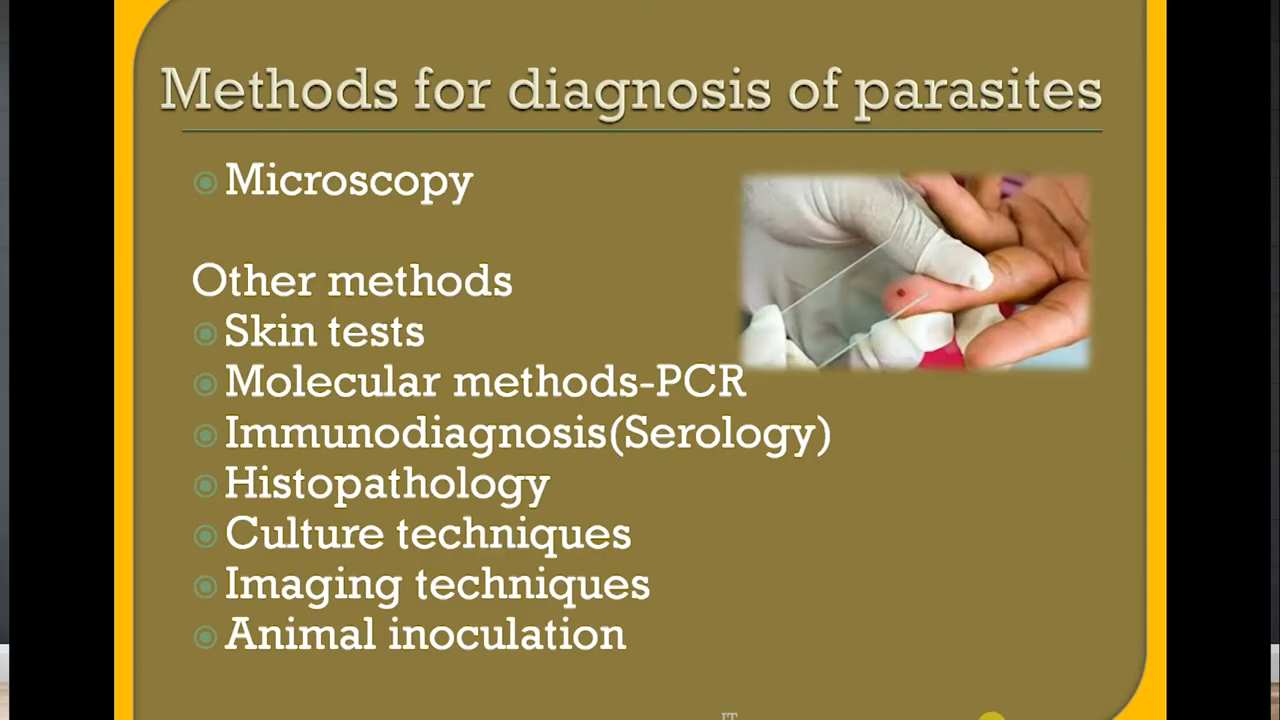 Methods for diagnosis of parasites
Microscopy
Other methods
Skin tests
Molecular methods-PCR
Immunodiagnosis(Serology)
Histopathology
Culture techniques
Imaging techniques
Animal inoculation